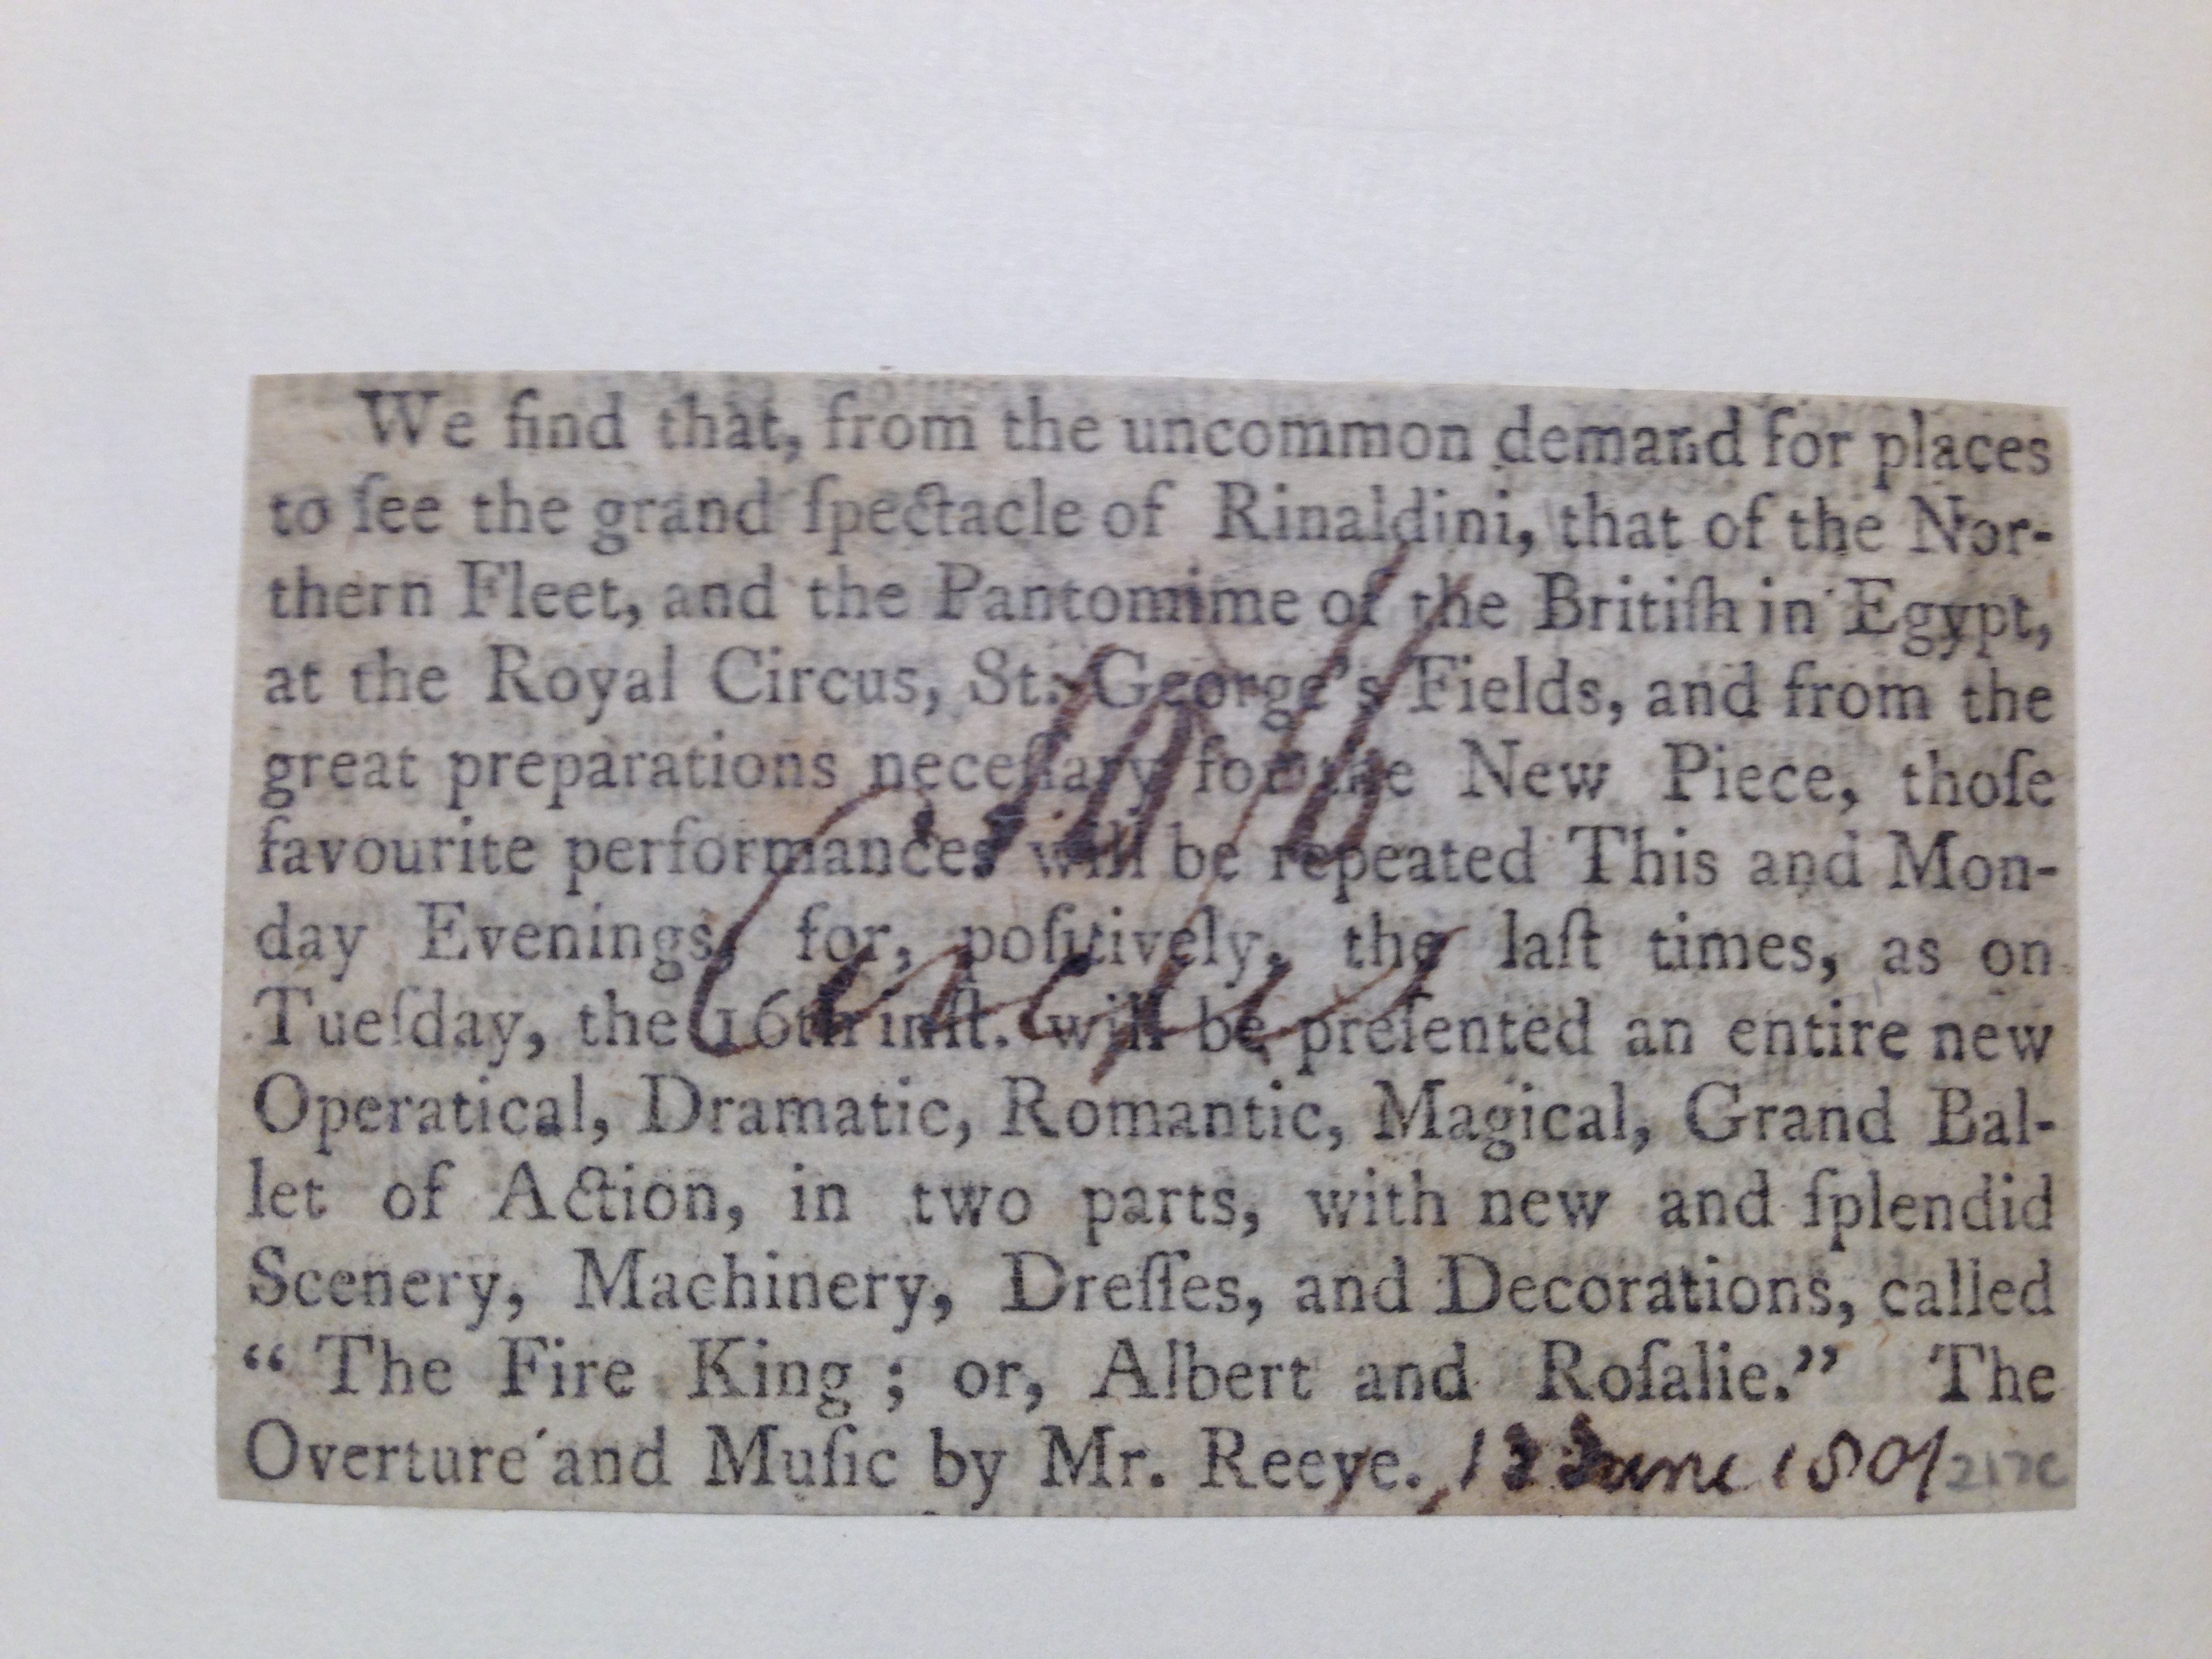 We find that, from the uncommon demand for places
to ſee the grand ſpectacle of Rinaldini, that of the Nor-
thern Fleet, and the Pantomime of the Britiſh in Egypt,
at the Royal Circus, St. George's Fields, and from the
great preparations neceſſary for the New Piece, thoſe
favourite performances will be repeated This and Mon-
day Evenings, for, poſitively, the laſt times, as on
Tueſday, the 16th inſt. will be preſented an entire new
Operatical, Dramatic, Romantic, Magical, Grand Bal-
let of Action, in two parts, with new and ſplendid
Scenery, Machinery, Dreſſes, and Decorations, called
“ The Fire King ; or, Albert and Roſalie.” The
Overture and Muſic by Mr. Reeve. 13 June 1801
Circus